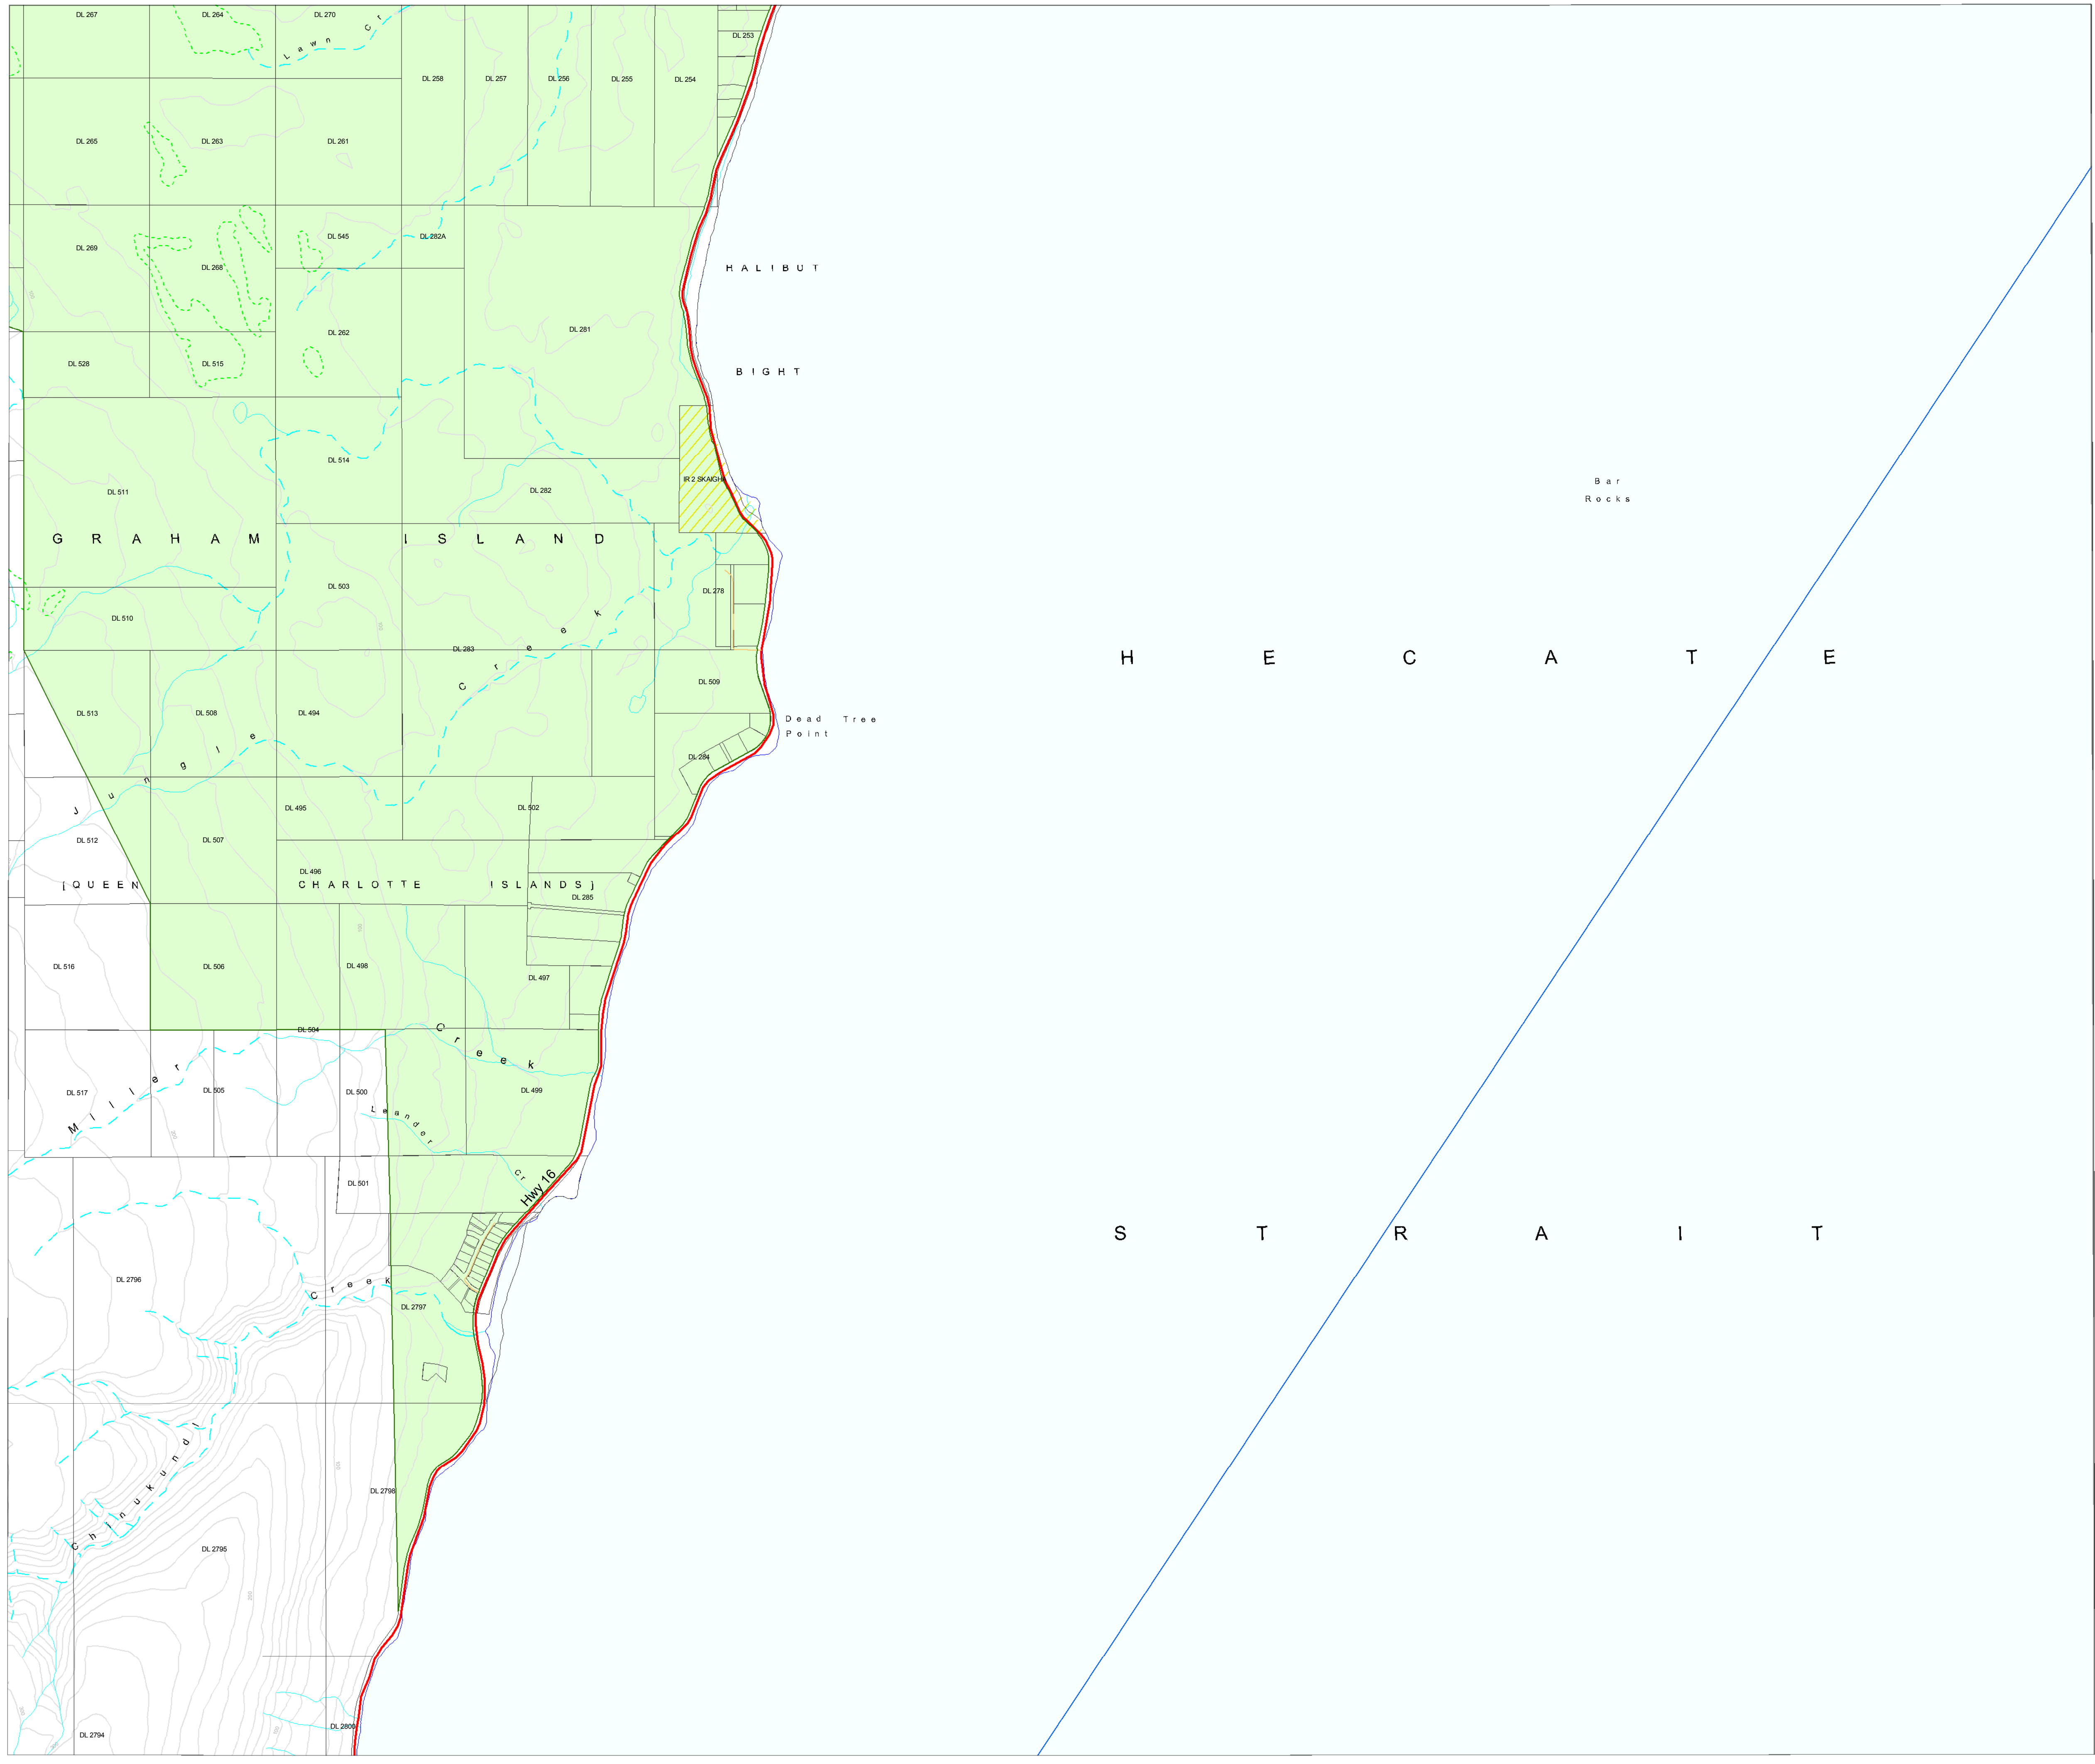 DL 267
DL 264
DL 270
Lawn Cr
DL 253
DL 258
DL 257
DL 256
DL 255
DL 254
DL 265
DL 263
DL 261
DL 269
DL 268
DL 545
DL 282A
HALIBUT
BIGHT
DL 262
DL 281
DL 528
DL 515
DL 514
DL 511
DL 282
IR 2 SKAIGHA
Bar
Rocks
GRAHAM ISLAND
DL 503
DL 278
DL 510
DL 283
DL 509
HECATE
DL 513
DL 508
DL 494
Jungle Creek
Dead Tree
Point
DL 284
DL 495
DL 502
DL 512
DL 507
DL 496
[QUEEN CHARLOTTE ISLANDS]
DL 285
DL 516
DL 506
DL 498
DL 497
DL 504
Miller Creek
DL 517
DL 505
DL 500
DL 499
Leander Cr
DL 501
Hwy 16
STRAIT
DL 2796
DL 2797
Chinukundl Creek
DL 2798
DL 2795
DL 2794
DL 2800